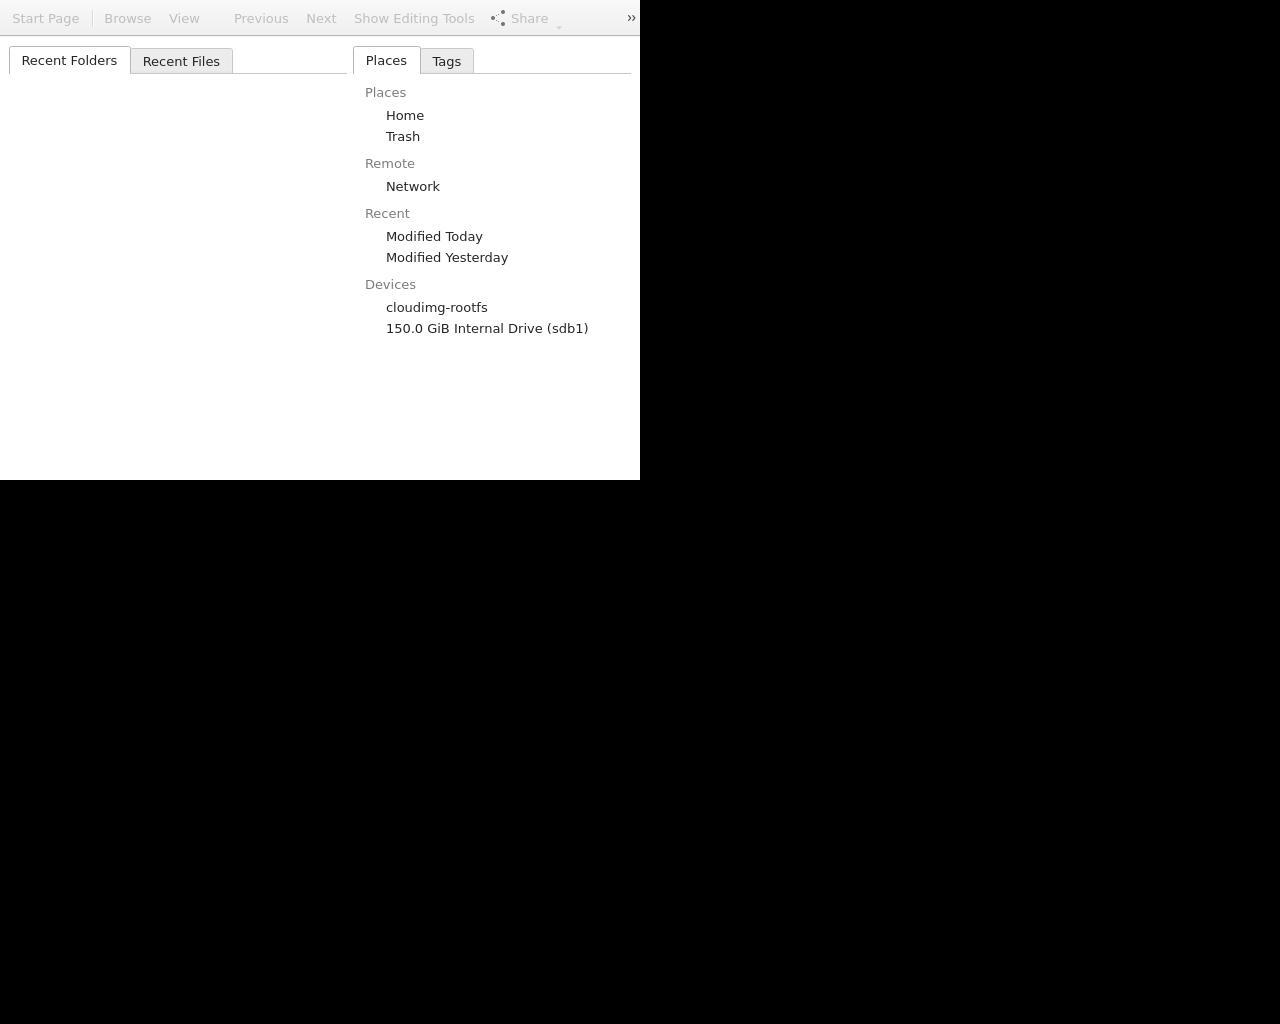 Start Page Browse View Previous Next Show Editing Tools Share »
Recent Folders Recent Files
Places Tags
Places
Home
Trash
Remote
Network
Recent
Modified Today
Modified Yesterday
Devices
cloudimg-rootfs
150.0 GiB Internal Drive (sdb1)